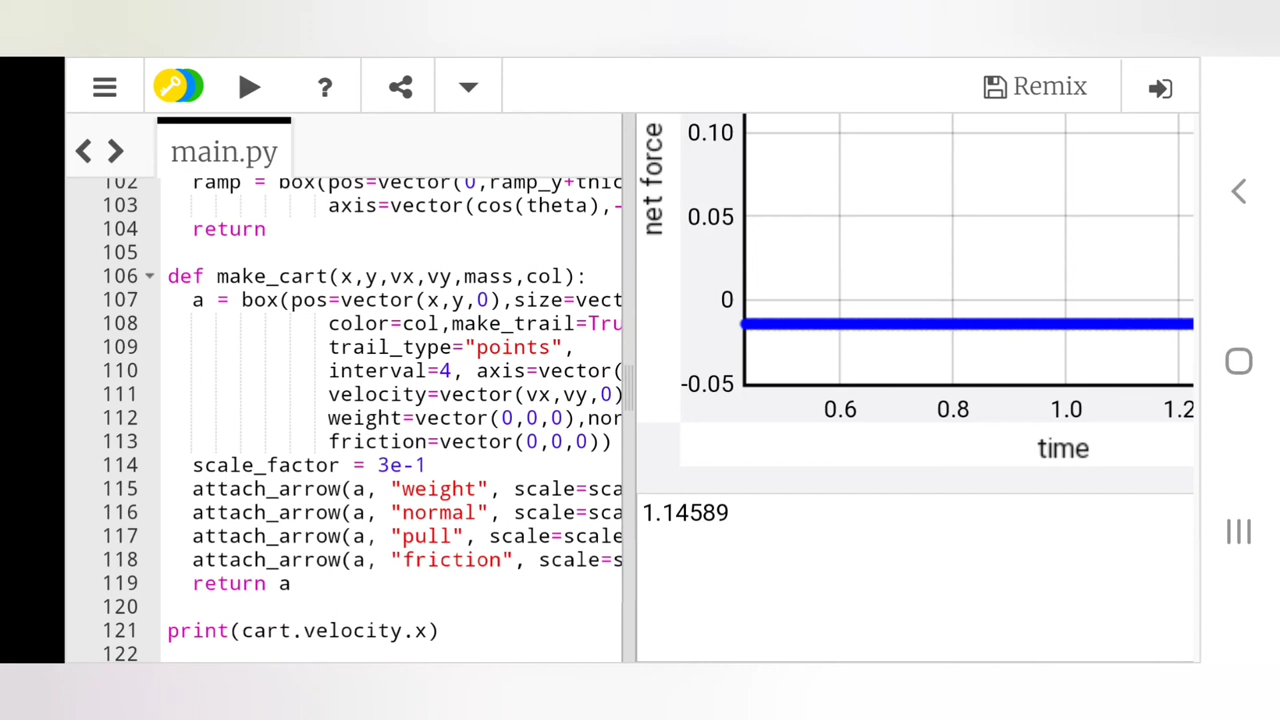 Remix
main.py
102 ramp = box(pos=vector(0,ramp_y+thic
103 axis=vector(cos(theta),-
104 return
105
106 def make_cart(x,y,vx,vy,mass,col):
107 a = box(pos=vector(x,y,0),size=vect
108 color=col,make_trail=Tru
109 trail_type="points",
110 interval=4, axis=vector(
111 velocity=vector(vx,vy,0)
112 weight=vector(0,0,0),nor
113 friction=vector(0,0,0))
114 scale_factor = 3e-1
115 attach_arrow(a, "weight", scale=sca
116 attach_arrow(a, "normal", scale=sca
117 attach_arrow(a, "pull", scale=scale
118 attach_arrow(a, "friction", scale=s
119 return a
120
121 print(cart.velocity.x)
122
net force
0.10
0.05
0
-0.05
0.6 0.8 1.0 1.2
time
1.14589